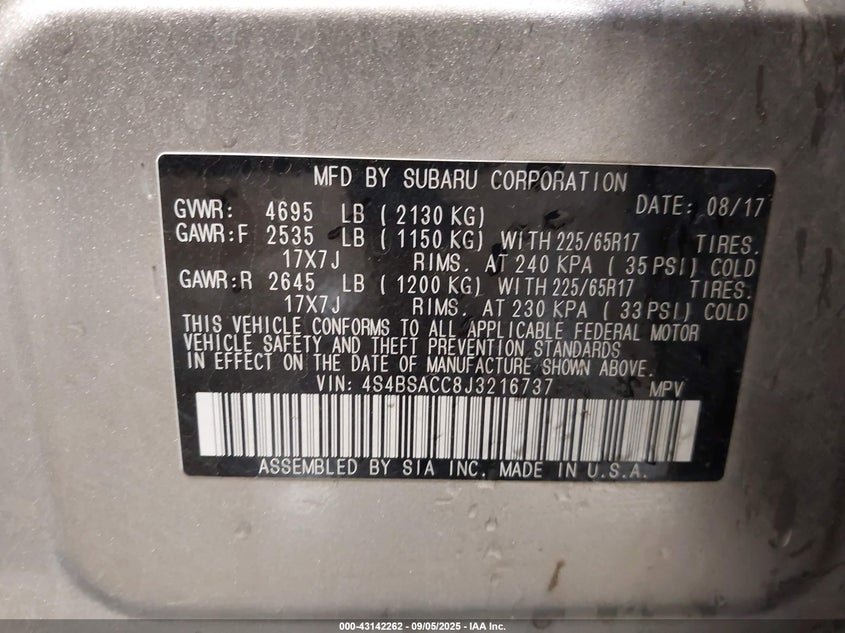 MFD BY SUBARU CORPORATION
GVWR: 4695 LB ( 2130 KG) DATE: 08/17
GAWR:F 2535 LB ( 1150 KG) WITH 225/65R17 TIRES.
17X7J RIMS. AT 240 KPA ( 35 PSI) COLD
GAWR:R 2645 LB ( 1200 KG) WITH 225/65R17 TIRES.
17X7J RIMS. AT 230 KPA ( 33 PSI) COLD
THIS VEHICLE CONFORMS TO ALL APPLICABLE FEDERAL MOTOR
VEHICLE SAFETY AND THEFT PREVENTION STANDARDS
IN EFFECT ON THE DATE OF MANUFACTURE SHOWN ABOVE.
VIN: 4S4BSACC8J3216737 MPV
ASSEMBLED BY SIA INC. MADE IN U.S.A.
000-43142262 - 09/05/2025 - IAA Inc.